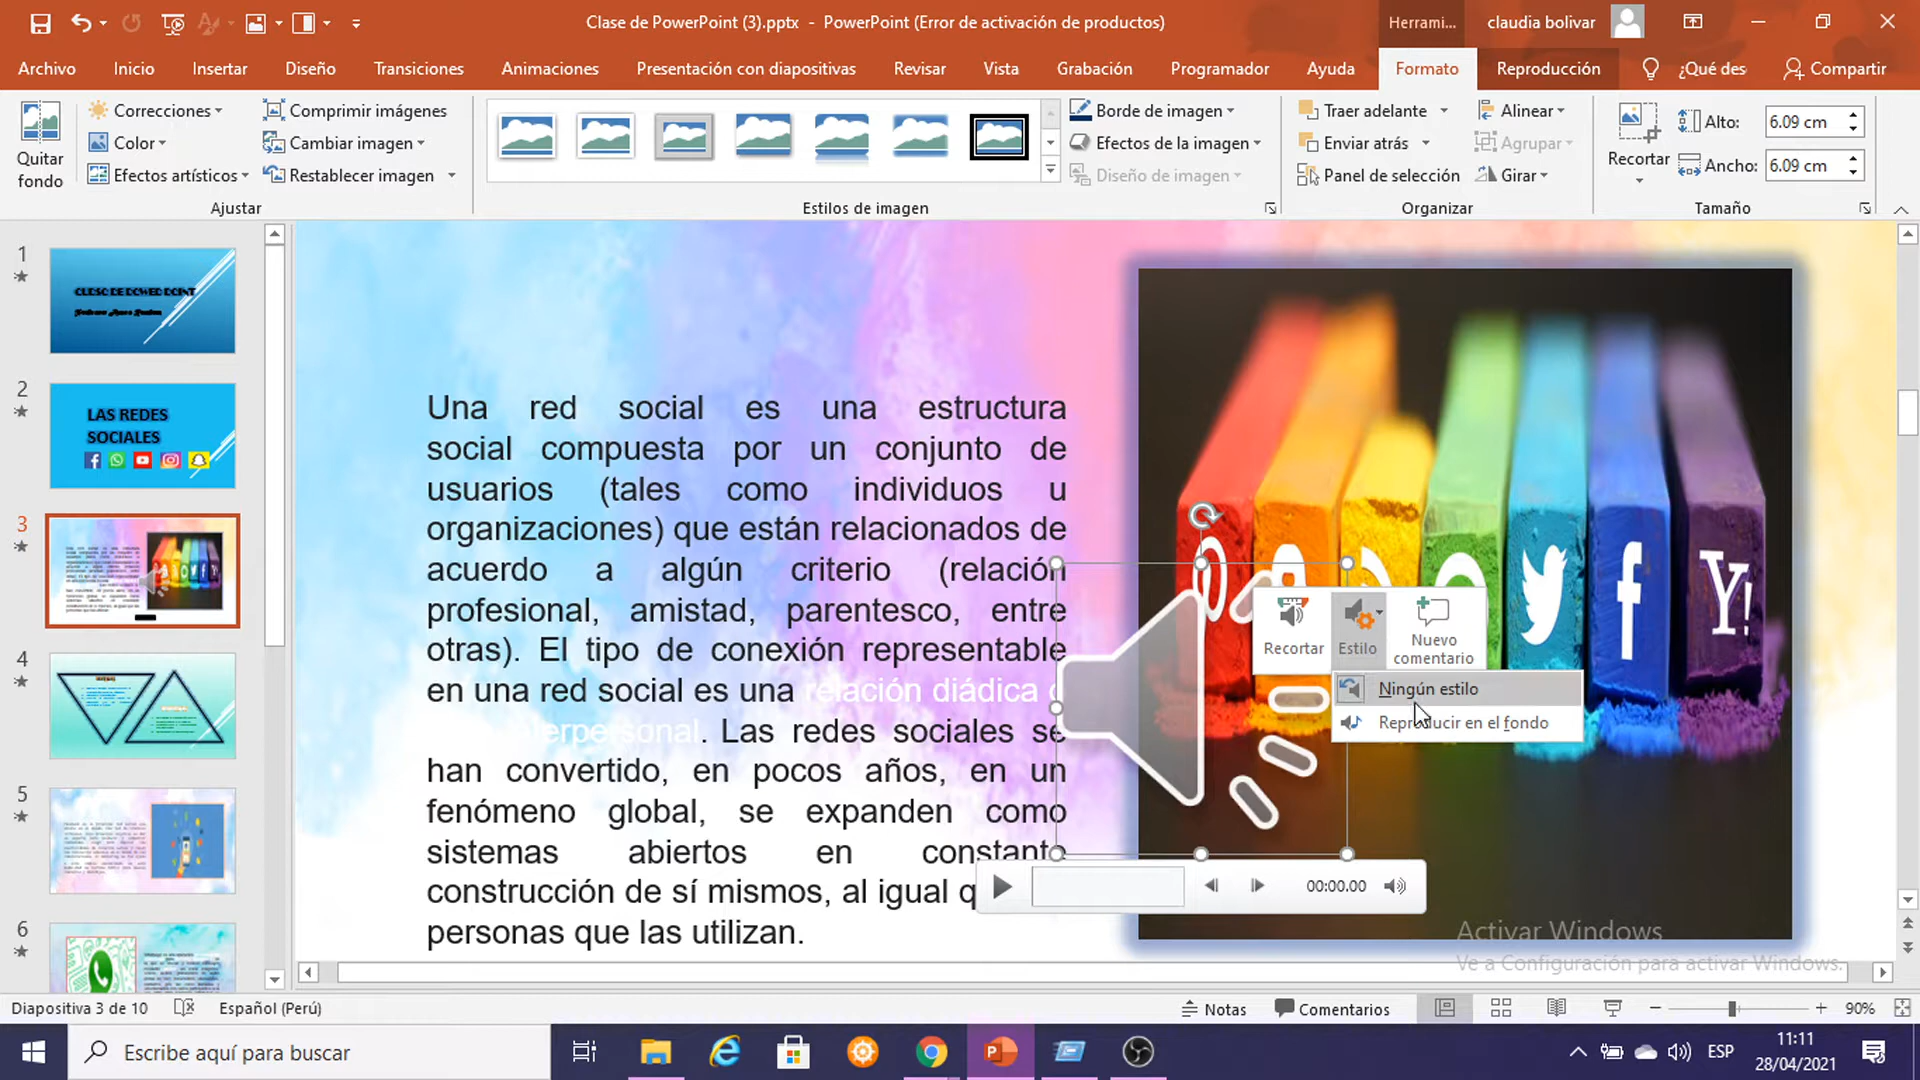 Clase de PowerPoint (3).pptx - PowerPoint (Error de activación de productos)
Herrami...
claudia bolivar
Archivo
Inicio
Insertar
Diseño
Transiciones
Animaciones
Presentación con diapositivas
Revisar
Vista
Grabación
Programador
Ayuda
Formato
Reproducción
¿Qué des
Compartir
Quitar
fondo
Correcciones
Color
Efectos artísticos
Comprimir imágenes
Cambiar imagen
Restablecer imagen
Ajustar
Estilos de imagen
Borde de imagen
Efectos de la imagen
Diseño de imagen
Traer adelante
Enviar atrás
Panel de selección
Alinear
Agrupar
Girar
Organizar
Recortar
Alto:
6.09 cm
Ancho:
6.09 cm
Tamaño
1
2
LAS REDES
SOCIALES
3
4
5
6
Una red social es una estructura
social compuesta por un conjunto de
usuarios (tales como individuos u
organizaciones) que están relacionados de
acuerdo a algún criterio (relación
profesional, amistad, parentesco, entre
otras). El tipo de conexión representable
en una red social es una relación diádica
. Las redes sociales se
han convertido, en pocos años, en un
fenómeno global, se expanden como
sistemas abiertos en constante
construcción de sí mismos, al igual
personas que las utilizan.
f
Y!
Recortar
Estilo
Nuevo
comentario
Ningún estilo
Reproducir en el fondo
00:00.00
Activar Windows
Ve a Configuración para activar Windows.
Diapositiva 3 de 10
Español (Perú)
Notas
Comentarios
90%
Escribe aquí para buscar
ESP
11:11
28/04/2021